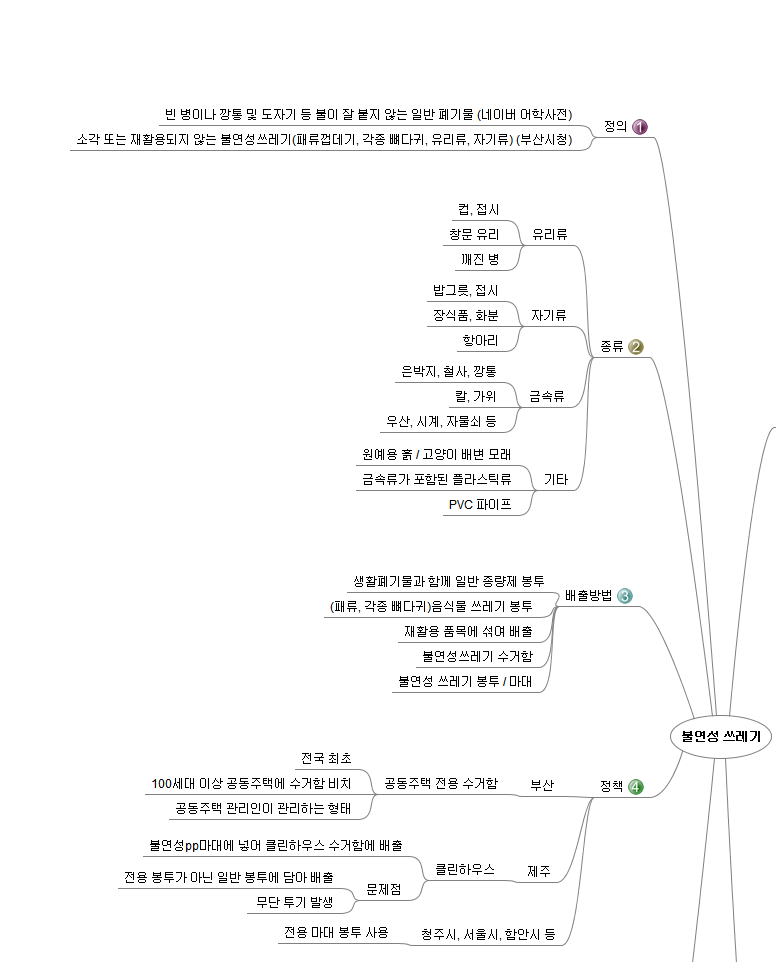 빈 병이나 깡통 및 도자기 등 불이 잘 붙지 않는 일반 폐기물 (네이버 어학사전)
정의 1
소각 또는 재활용되지 않는 불연성쓰레기(패류껍데기, 각종 뼈다귀, 유리류, 자기류) (부산시청)
컵, 접시
창문 유리
유리류
깨진 병
밥그릇, 접시
장식품, 화분
자기류
항아리
종류 2
은박지, 철사, 깡통
칼, 가위
금속류
우산, 시계, 자물쇠 등
원예용 흙 / 고양이 배변 모래
금속류가 포함된 플라스틱류
기타
PVC 파이프
생활폐기물과 함께 일반 종량제 봉투
배출방법 3
(패류, 각종 뼈다귀)음식물 쓰레기 봉투
재활용 품목에 섞여 배출
불연성쓰레기 수거함
불연성 쓰레기 봉투 / 마대
불연성 쓰레기
전국 최초
100세대 이상 공동주택에 수거함 비치
공동주택 전용 수거함
부산
정책 4
공동주택 관리인이 관리하는 형태
불연성pp마대에 넣어 클린하우스 수거함에 배출
클린하우스
제주
전용 봉투가 아닌 일반 봉투에 담아 배출
문제점
무단 투기 발생
전용 마대 봉투 사용
청주시, 서울시, 함안시 등